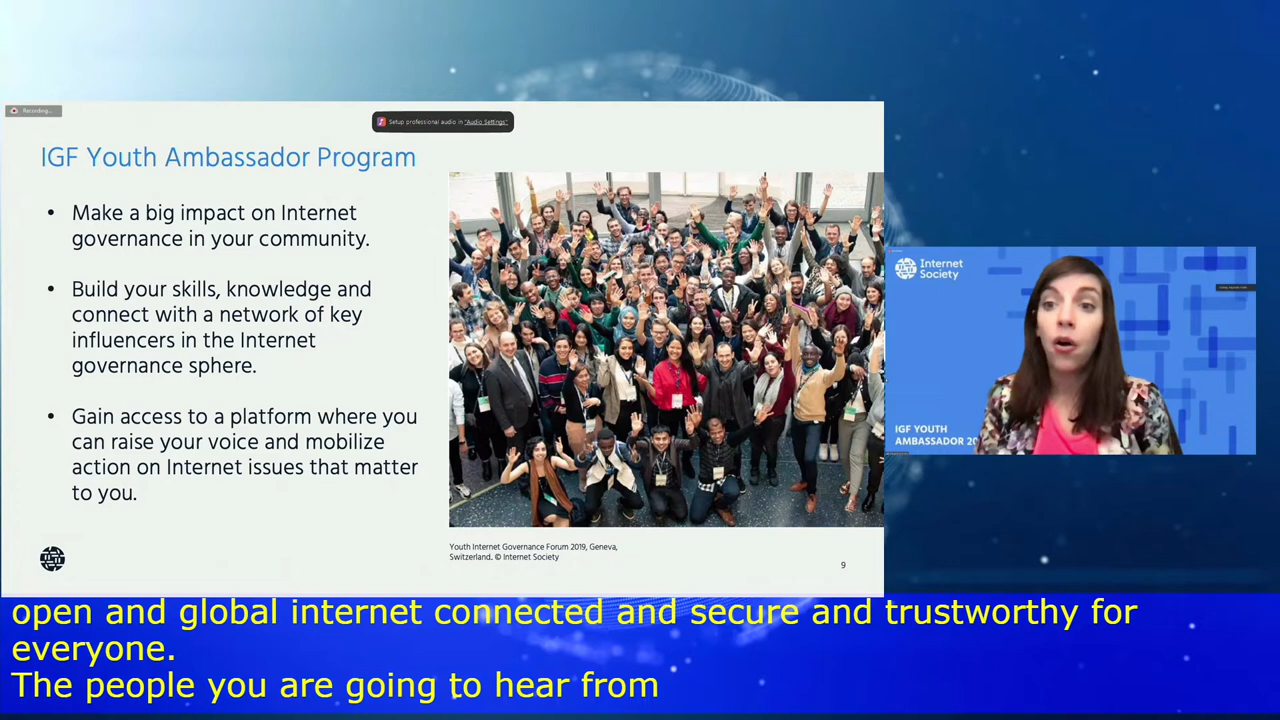 Recording...
Setup professional audio in "Audio Settings"
IGF Youth Ambassador Program
• Make a big impact on Internet
governance in your community.
• Build your skills, knowledge and
connect with a network of key
influencers in the Internet
governance sphere.
• Gain access to a platform where you
can raise your voice and mobilize
action on Internet issues that matter
to you.
Youth Internet Governance Forum 2019, Geneva,
Switzerland. © Internet Society
9
Internet
Society
IGF YOUTH
AMBASSADOR
open and global internet connected and secure and trustworthy for
everyone.
The people you are going to hear from